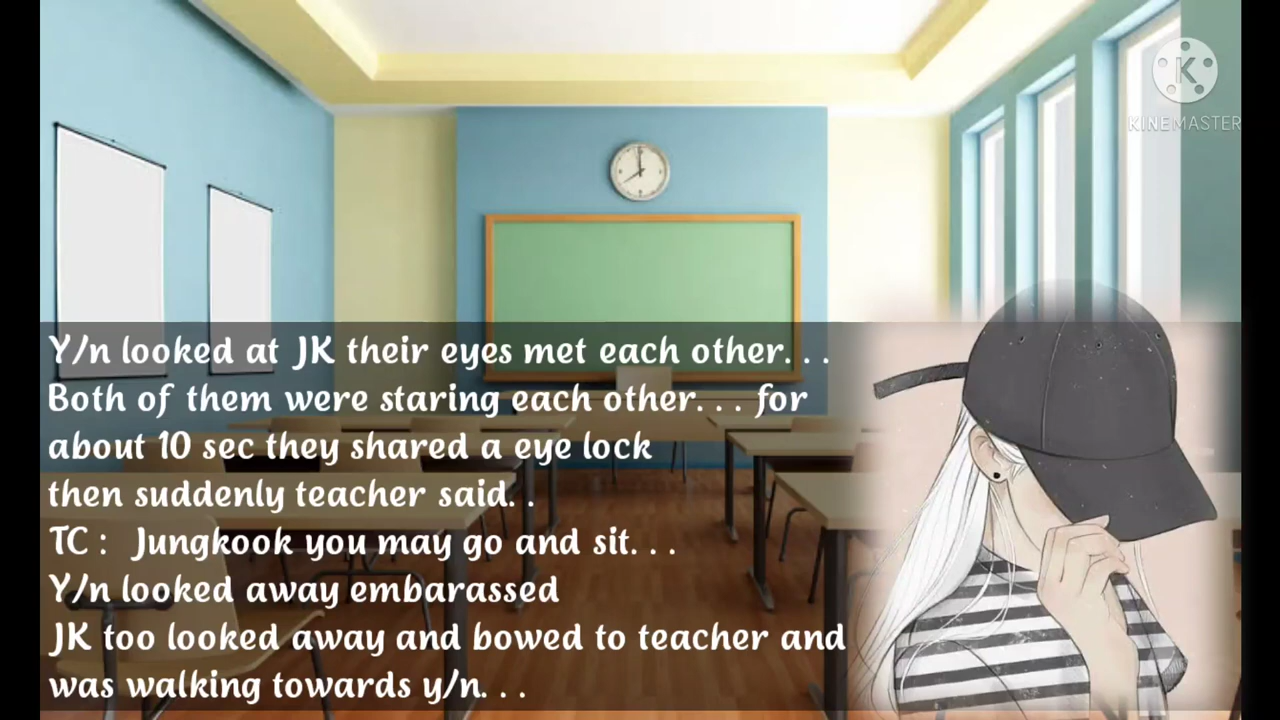 K
KINEMASTER
Y/n looked at JK their eyes met each other. . .
Both of them were staring each other. . . for
about 10 sec they shared a eye lock
then suddenly teacher said. .
TC : Jungkook you may go and sit. . .
Y/n looked away embarassed
JK too looked away and bowed to teacher and
was walking towards y/n. . .